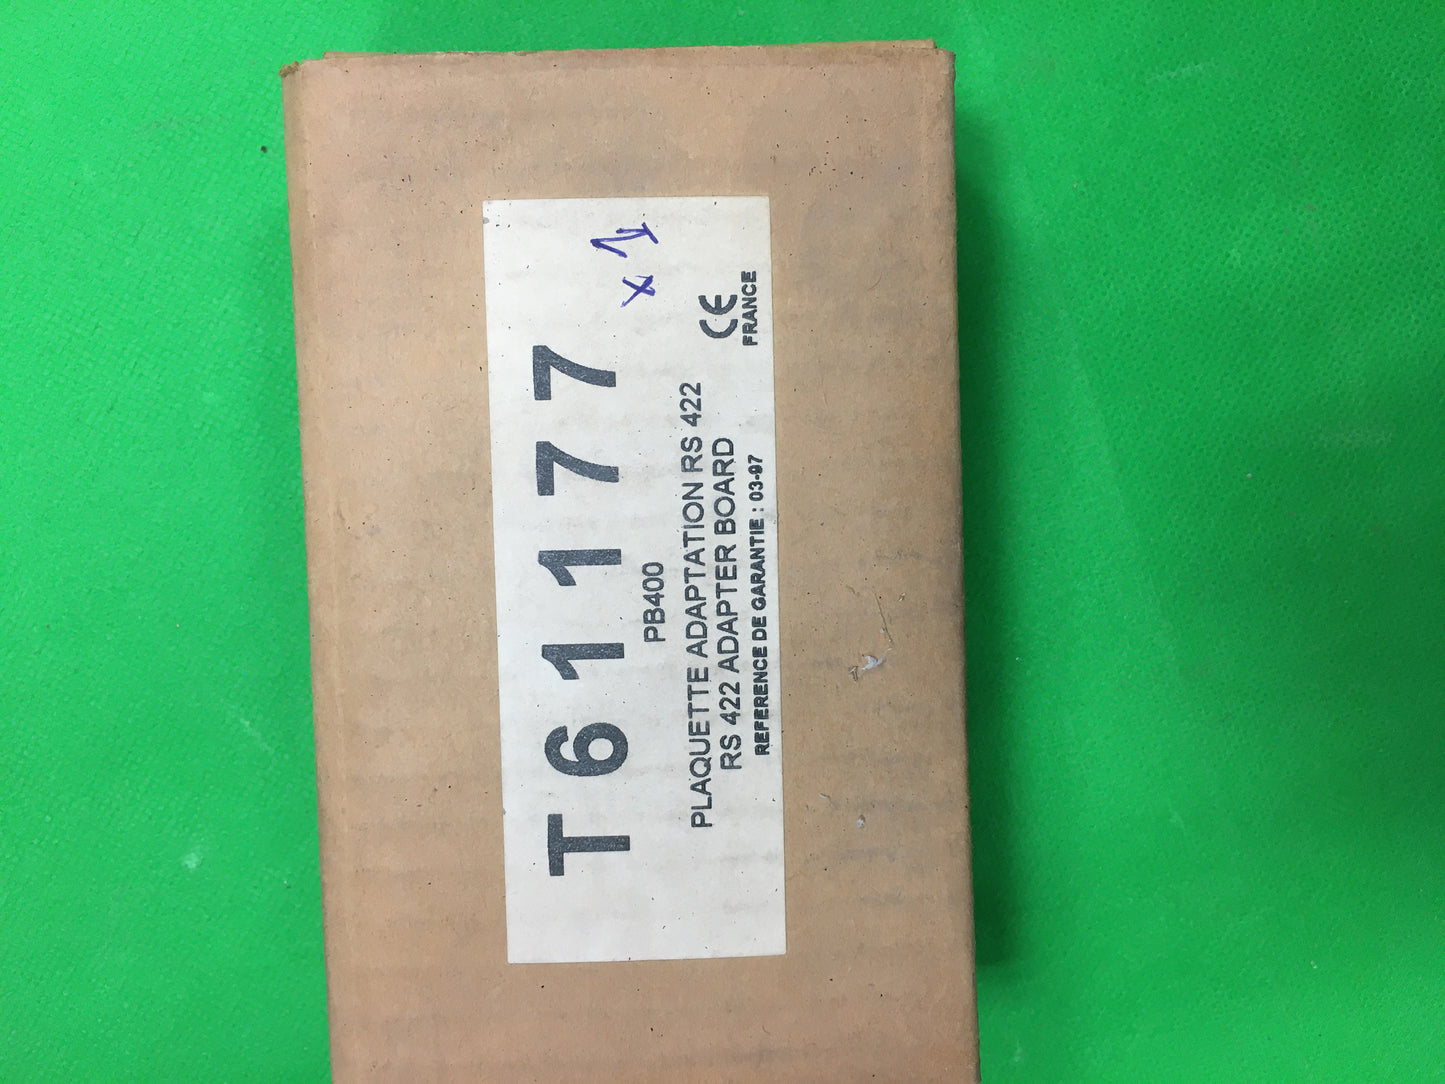 T61177
x1
PB400
PLAQUETTE ADAPTATION RS 422
RS 422 ADAPTER BOARD
CE
REFERENCE DE GARANTIE : 03-97
FRANCE